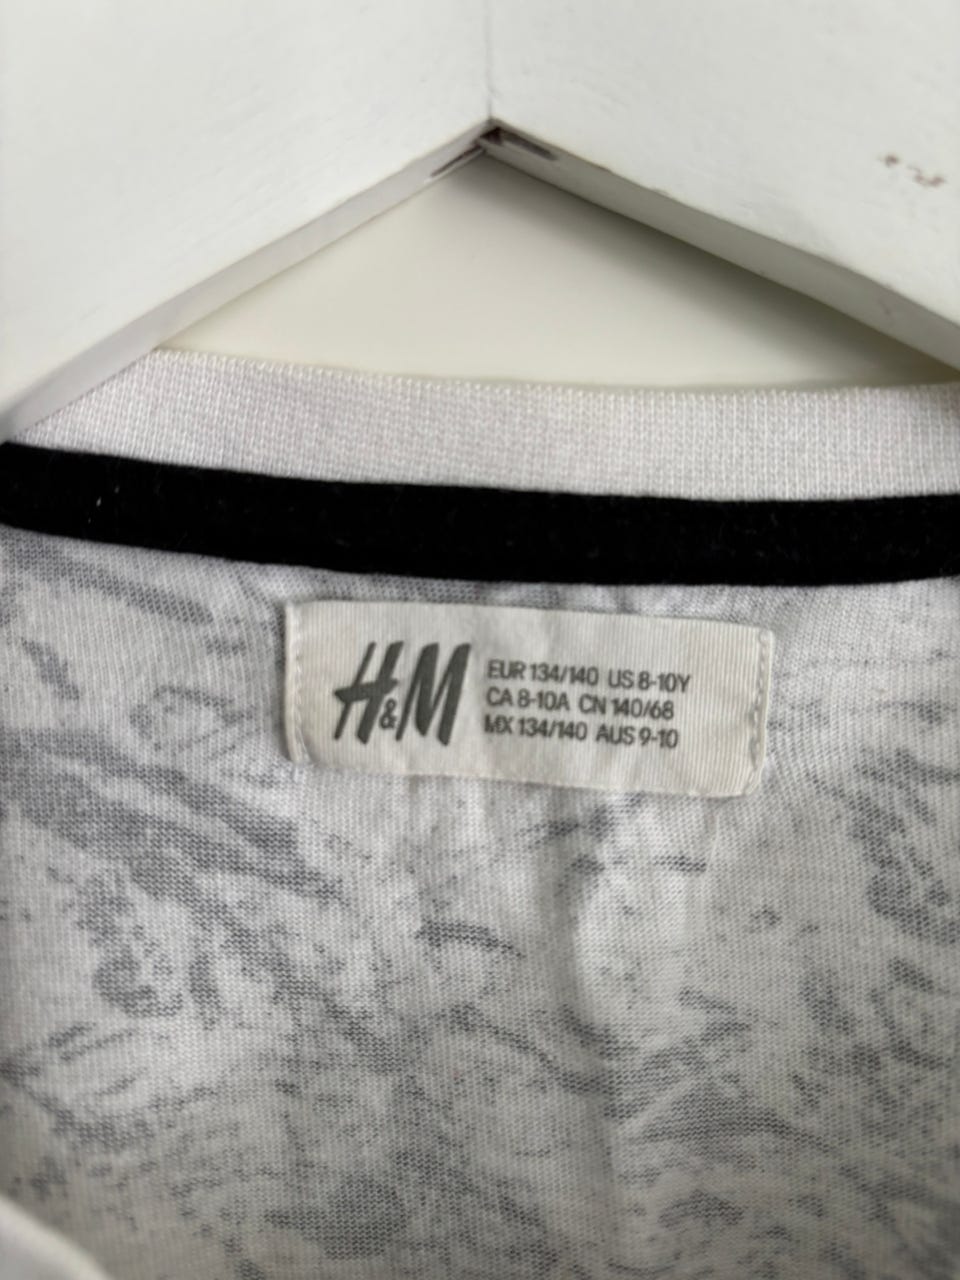 H&M
EUR 134/140 US 8-10Y
CA 8-10A CN 140/68
MX 134/140 AUS 9-10